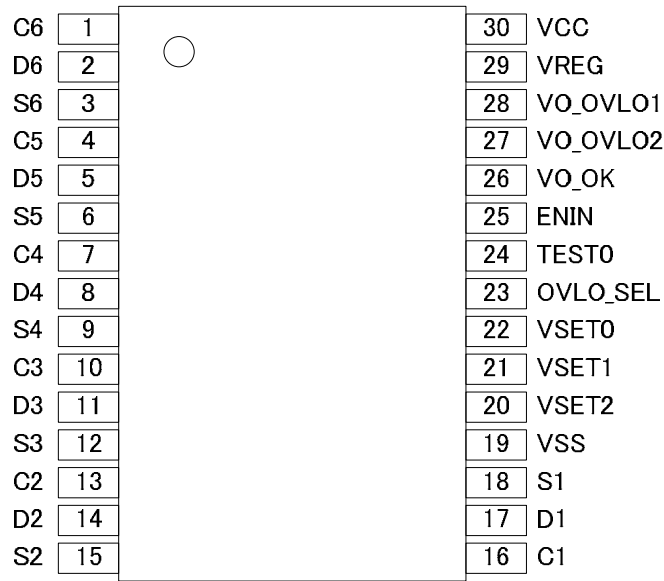 C6 1 30 VCC
D6 2 29 VREG
S6 3 28 VO_OVLO1
C5 4 27 VO_OVLO2
D5 5 26 VO_OK
S5 6 25 ENIN
C4 7 24 TEST0
D4 8 23 OVLO_SEL
S4 9 22 VSET0
C3 10 21 VSET1
D3 11 20 VSET2
S3 12 19 VSS
C2 13 18 S1
D2 14 17 D1
S2 15 16 C1